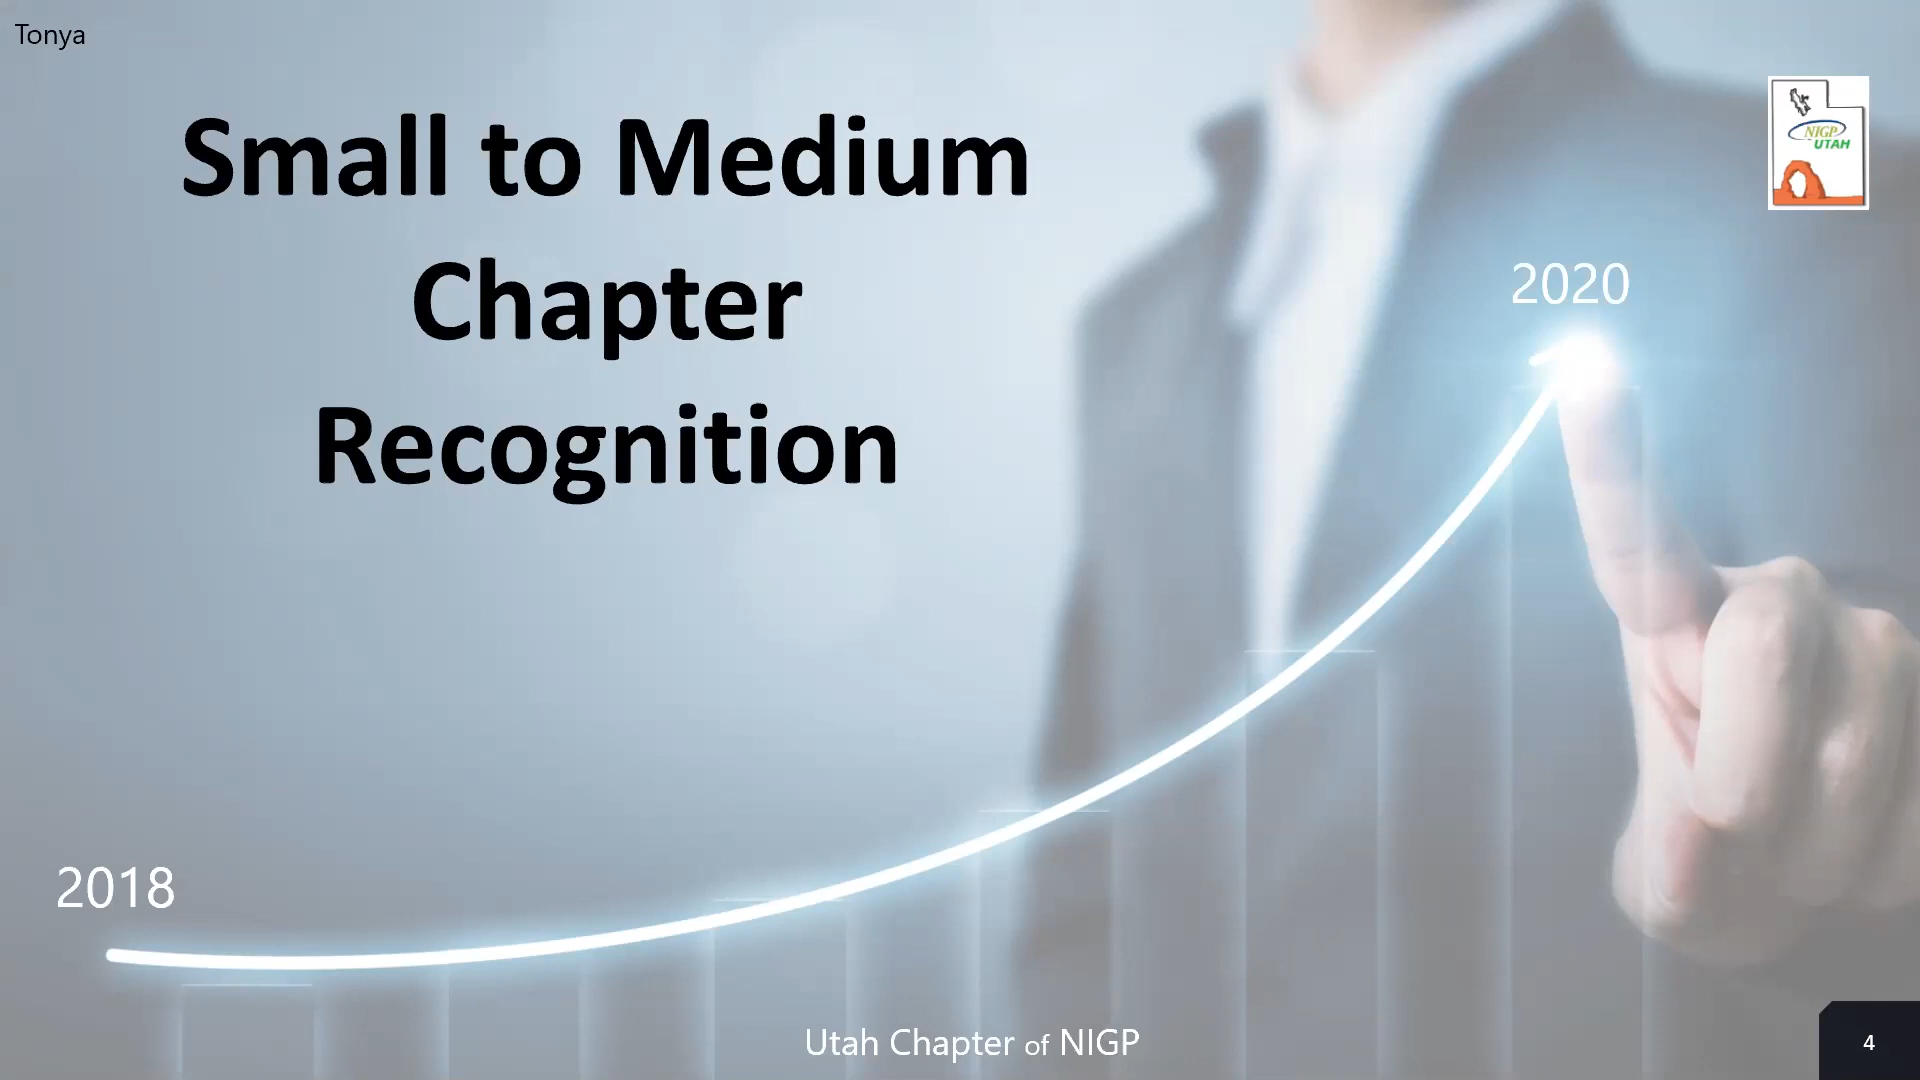 Tonya
Small to Medium
Chapter
Recognition
NIGP
UTAH
2020
2018
Utah Chapter of NIGP
4